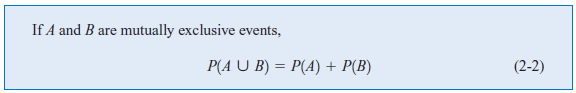 If A and B are mutually exclusive events,
P(A ∪ B) = P(A) + P(B) (2-2)